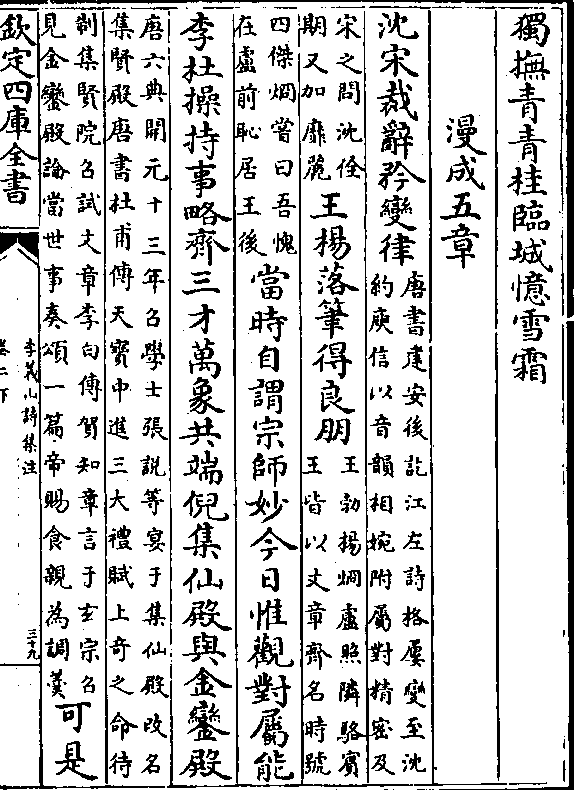 獨撫青青桂臨城憶雪霜
漫成五章
沈宋裁辭矜變律
唐書建安後訖江左詩格屢變至沈
約庾信以音韻相婉附屬對精密及
宋之問沈佺
期又加靡麗
王楊落筆得良朋
王勃楊烱盧照隣駱賓
王皆以文章齊名時號
四傑烱嘗曰吾愧
在盧前恥居王後
當時自謂宗師妙今日惟觀對屬能
李杜操持事略齊三才萬象共端倪集仙殿與金鑾殿
唐六典開元十三年召學士張說等宴于集仙殿改名
集賢殿唐書杜甫傳天寶中進三大禮賦上奇之命待
制集賢院召試文章李白傳賀知章言于玄宗召
見金鑾殿論當世事奏頌一篇帝賜食親為調羹
可是
欽定四庫全書
李義山詩集注
卷二下
三十九